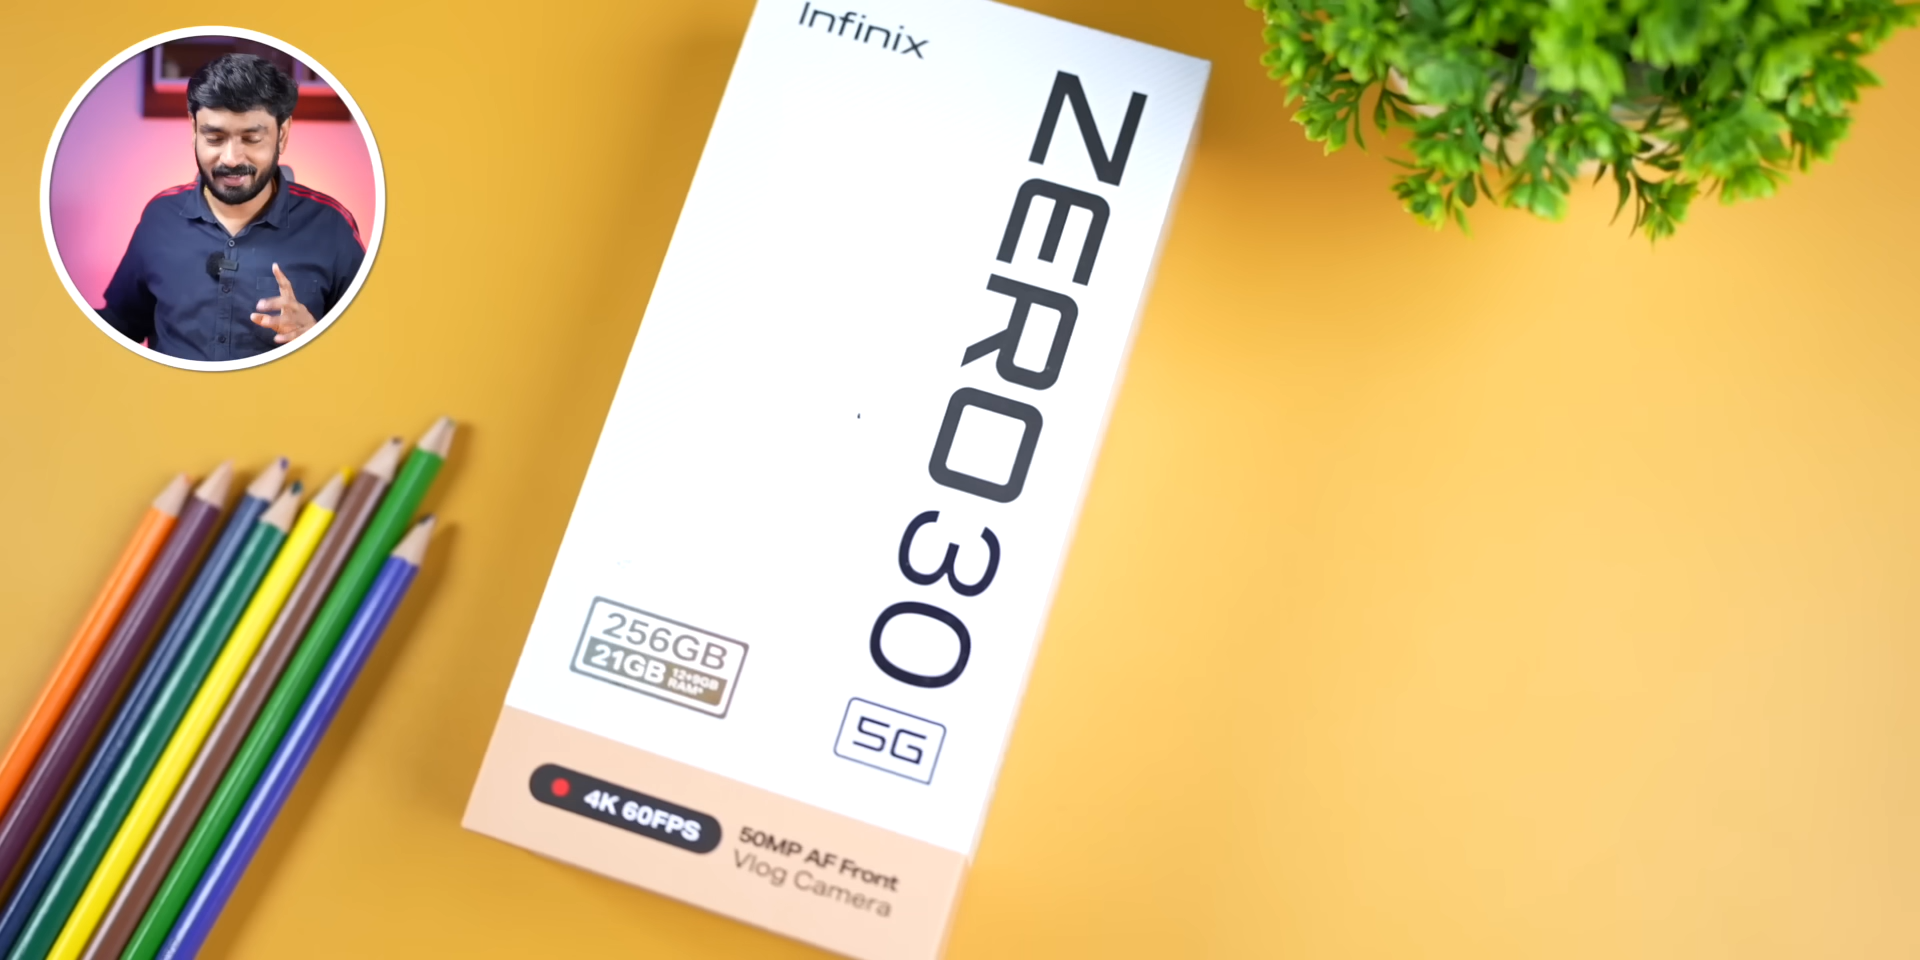 Infinix
ZERO 30
5G
256GB
21GB 12+9GB
RAM*
4K 60FPS
50MP AF Front
Vlog Camera